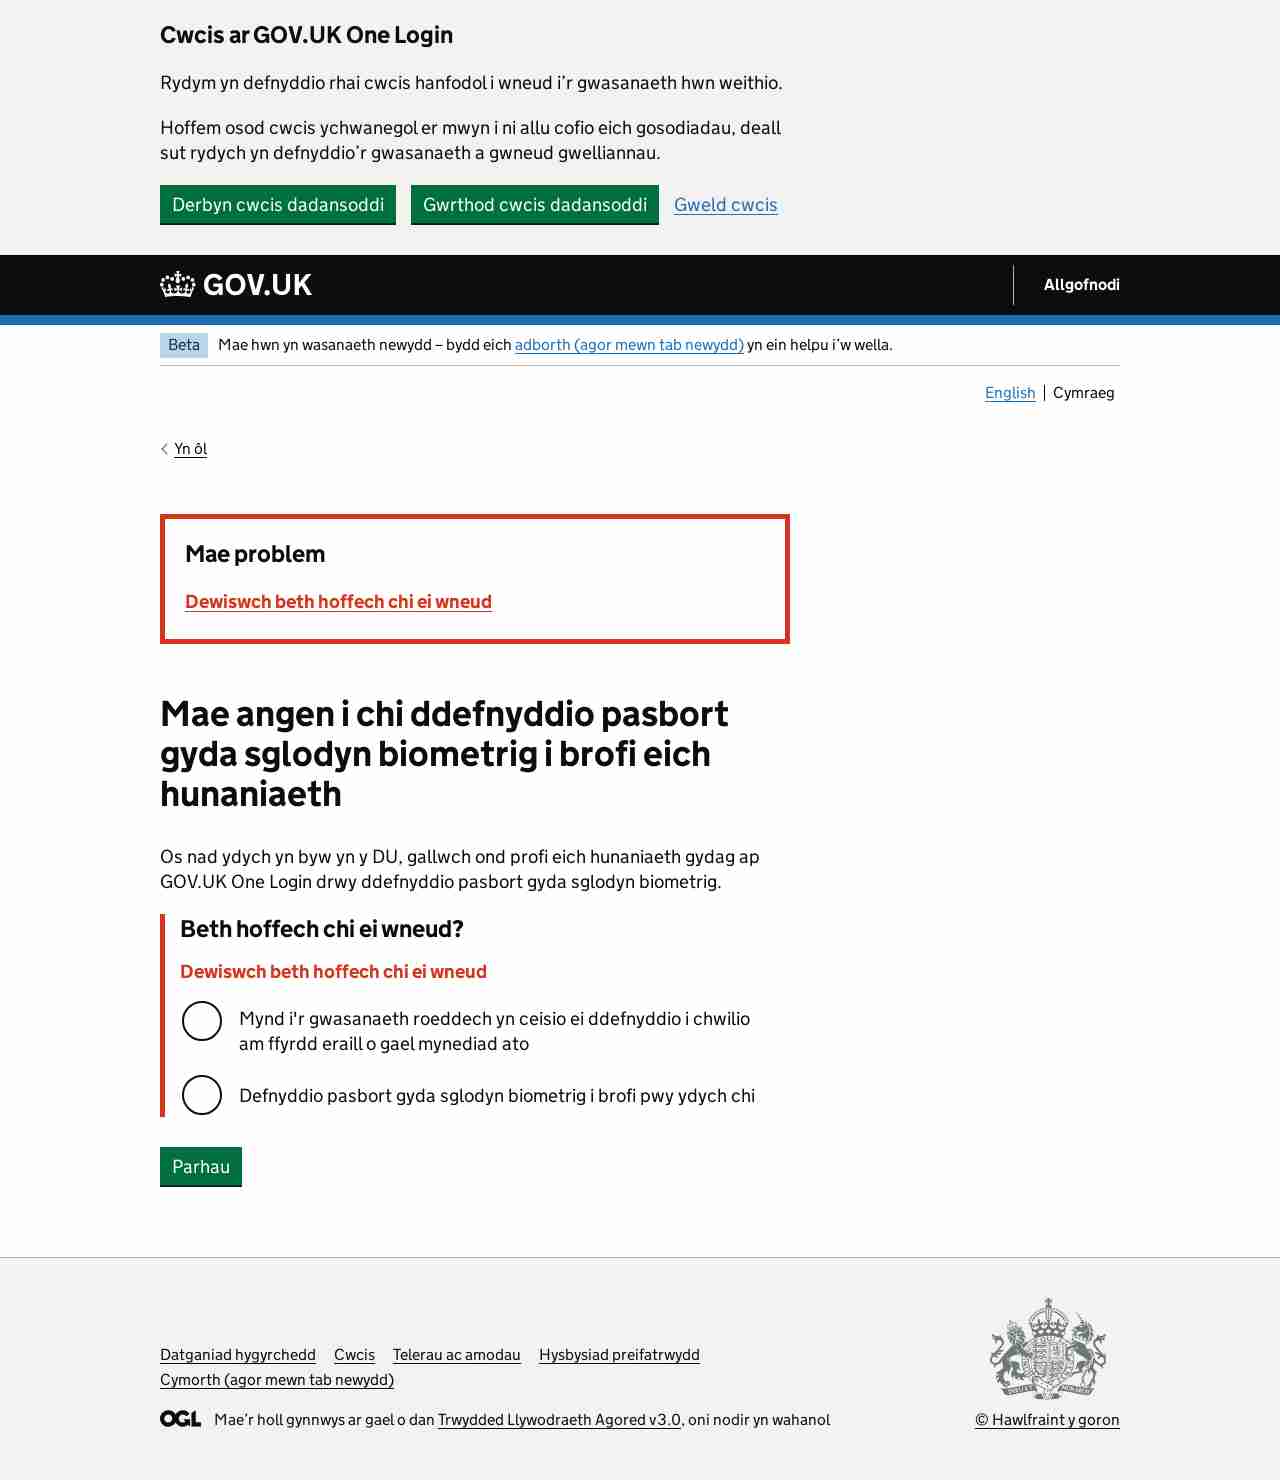 Cwcis ar GOV.UK One Login
Rydym yn defnyddio rhai cwcis hanfodol i wneud i’r gwasanaeth hwn weithio.
Hoffem osod cwcis ychwanegol er mwyn i ni allu cofio eich gosodiadau, deall
sut rydych yn defnyddio’r gwasanaeth a gwneud gwelliannau.
Derbyn cwcis dadansoddi Gwrthod cwcis dadansoddi Gweld cwcis
GOV.UK Allgofnodi
Beta Mae hwn yn wasanaeth newydd – bydd eich adborth (agor mewn tab newydd) yn ein helpu i’w wella.
English Cymraeg
Yn ôl
Mae problem
Dewiswch beth hoffech chi ei wneud
Mae angen i chi ddefnyddio pasbort
gyda sglodyn biometrig i brofi eich
hunaniaeth
Os nad ydych yn byw yn y DU, gallwch ond profi eich hunaniaeth gydag ap
GOV.UK One Login drwy ddefnyddio pasbort gyda sglodyn biometrig.
Beth hoffech chi ei wneud?
Dewiswch beth hoffech chi ei wneud
Mynd i'r gwasanaeth roeddech yn ceisio ei ddefnyddio i chwilio
am ffyrdd eraill o gael mynediad ato
Defnyddio pasbort gyda sglodyn biometrig i brofi pwy ydych chi
Parhau
Datganiad hygyrchedd Cwcis Telerau ac amodau Hysbysiad preifatrwydd
Cymorth (agor mewn tab newydd)
OGL Mae’r holl gynnwys ar gael o dan Trwydded Llywodraeth Agored v3.0, oni nodir yn wahanol
© Hawlfraint y goron